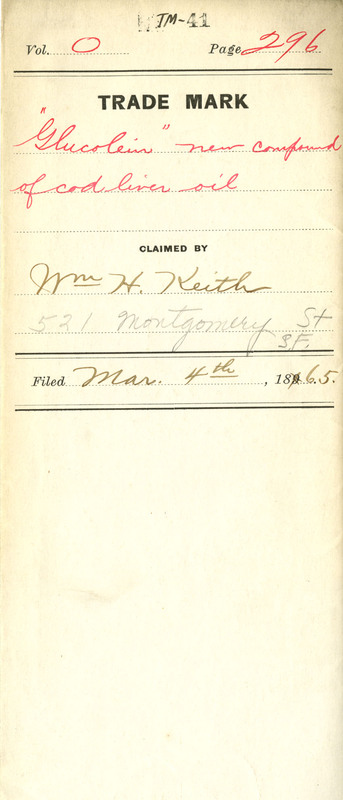 TM-41
Vol. O Page 296
TRADE MARK
"Glucolein" new compound
of cod liver oil
CLAIMED BY
Wm H. Keith
521 Montgomery St
S.F.
Filed Mar. 4th, 1865.